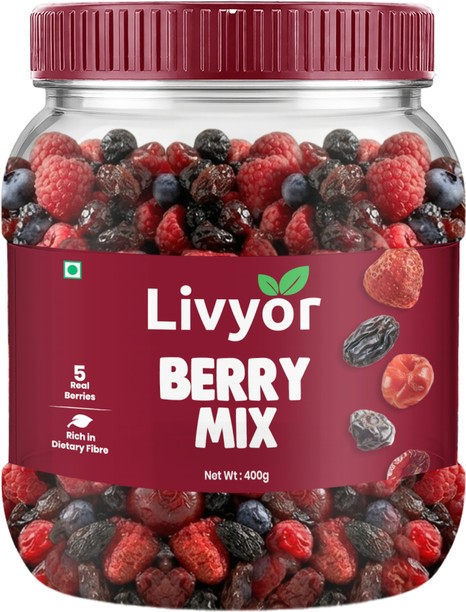 Livyor
BERRY
MIX
5
Real
Berries
Rich in
Dietary Fibre
Net Wt : 400g